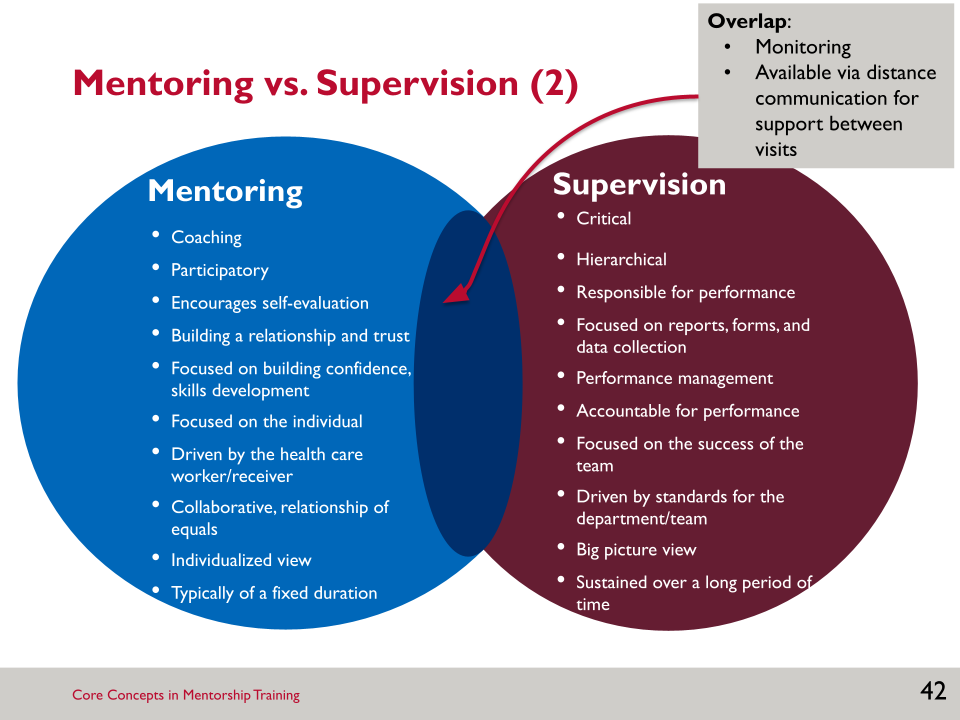 Overlap:
• Monitoring
• Available via distance
communication for
support between
visits
Mentoring vs. Supervision (2)
Mentoring
• Coaching
• Participatory
• Encourages self-evaluation
• Building a relationship and trust
• Focused on building confidence,
skills development
• Focused on the individual
• Driven by the health care
worker/receiver
• Collaborative, relationship of
equals
• Individualized view
• Typically of a fixed duration
Supervision
• Critical
• Hierarchical
• Responsible for performance
• Focused on reports, forms, and
data collection
• Performance management
• Accountable for performance
• Focused on the success of the
team
• Driven by standards for the
department/team
• Big picture view
• Sustained over a long period of
time
Core Concepts in Mentorship Training
42